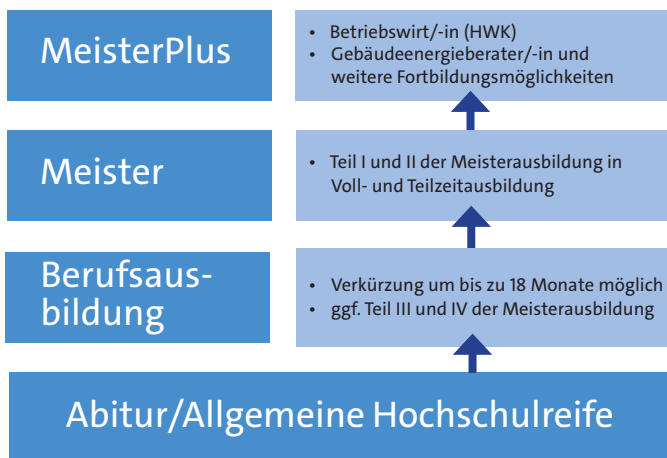 MeisterPlus
• Betriebswirt/-in (HWK)
• Gebäudeenergieberater/-in und
weitere Fortbildungsmöglichkeiten
Meister
• Teil I und II der Meisterausbildung in
Voll- und Teilzeitausbildung
Berufsaus-
bildung
• Verkürzung um bis zu 18 Monate möglich
• ggf. Teil III und IV der Meisterausbildung
Abitur/Allgemeine Hochschulreife